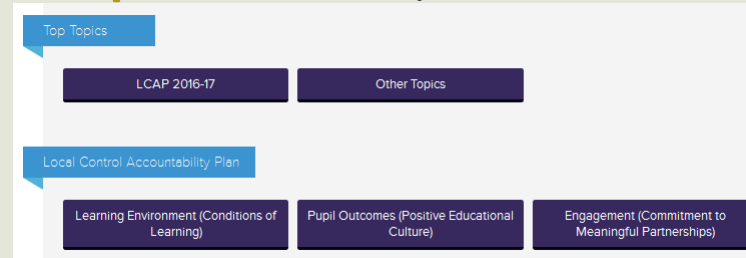 Top Topics
LCAP 2016-17
Other Topics
Local Control Accountability Plan
Learning Environment (Conditions of
Learning)
Pupil Outcomes (Positive Educational
Culture)
Engagement (Commitment to
Meaningful Partnerships)